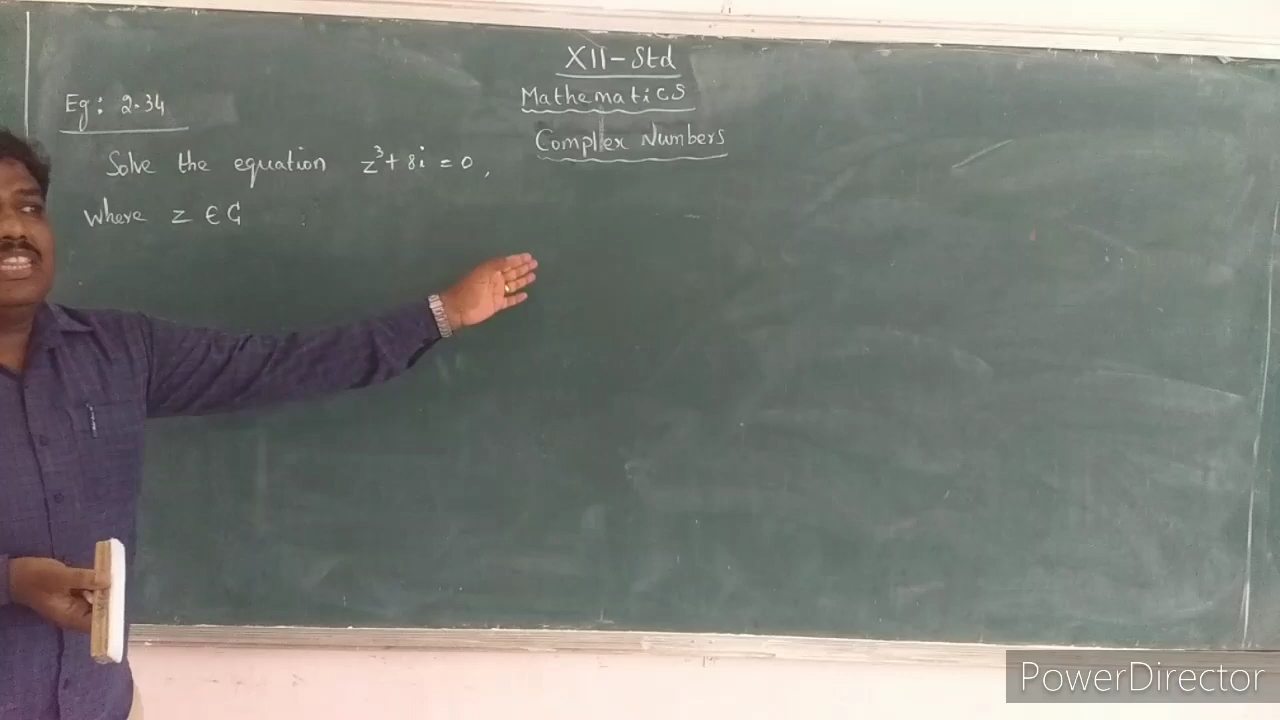 XII-Std
Mathematics
Complex Numbers
Eg: 2.34
Solve the equation z³+8i=0,
Where z ∈ ℂ
PowerDirector